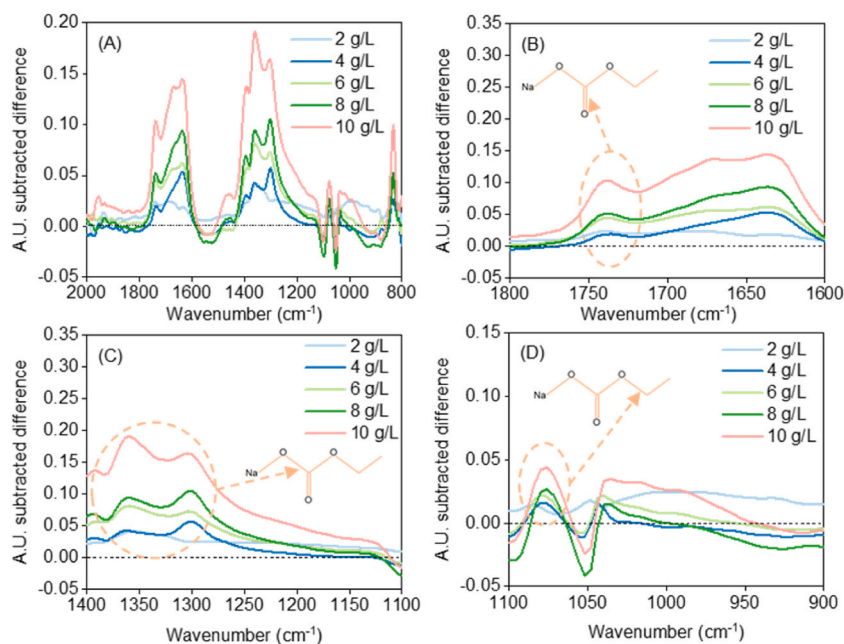 (A)
2 g/L
4 g/L
6 g/L
8 g/L
10 g/L
0.20
0.15
0.10
0.05
0.00
-0.05
2000 1800 1600 1400 1200 1000 800
Wavenumber (cm⁻¹)
A.U. subtracted difference
(B)
2 g/L
4 g/L
6 g/L
8 g/L
10 g/L
Na O O O
0.35
0.30
0.25
0.20
0.15
0.10
0.05
0.00
-0.05
1800 1700 1600
Wavenumber (cm⁻¹)
A.U. subtracted difference
(C)
2 g/L
4 g/L
6 g/L
8 g/L
10 g/L
Na O O O
0.35
0.30
0.25
0.20
0.15
0.10
0.05
0.00
-0.05
1400 1300 1200 1100
Wavenumber (cm⁻¹)
A.U. subtracted difference
(D)
2 g/L
4 g/L
6 g/L
8 g/L
10 g/L
Na O O O
0.15
0.10
0.05
0.00
-0.05
1100 1050 1000 950 900
Wavenumber (cm⁻¹)
A.U. subtracted difference